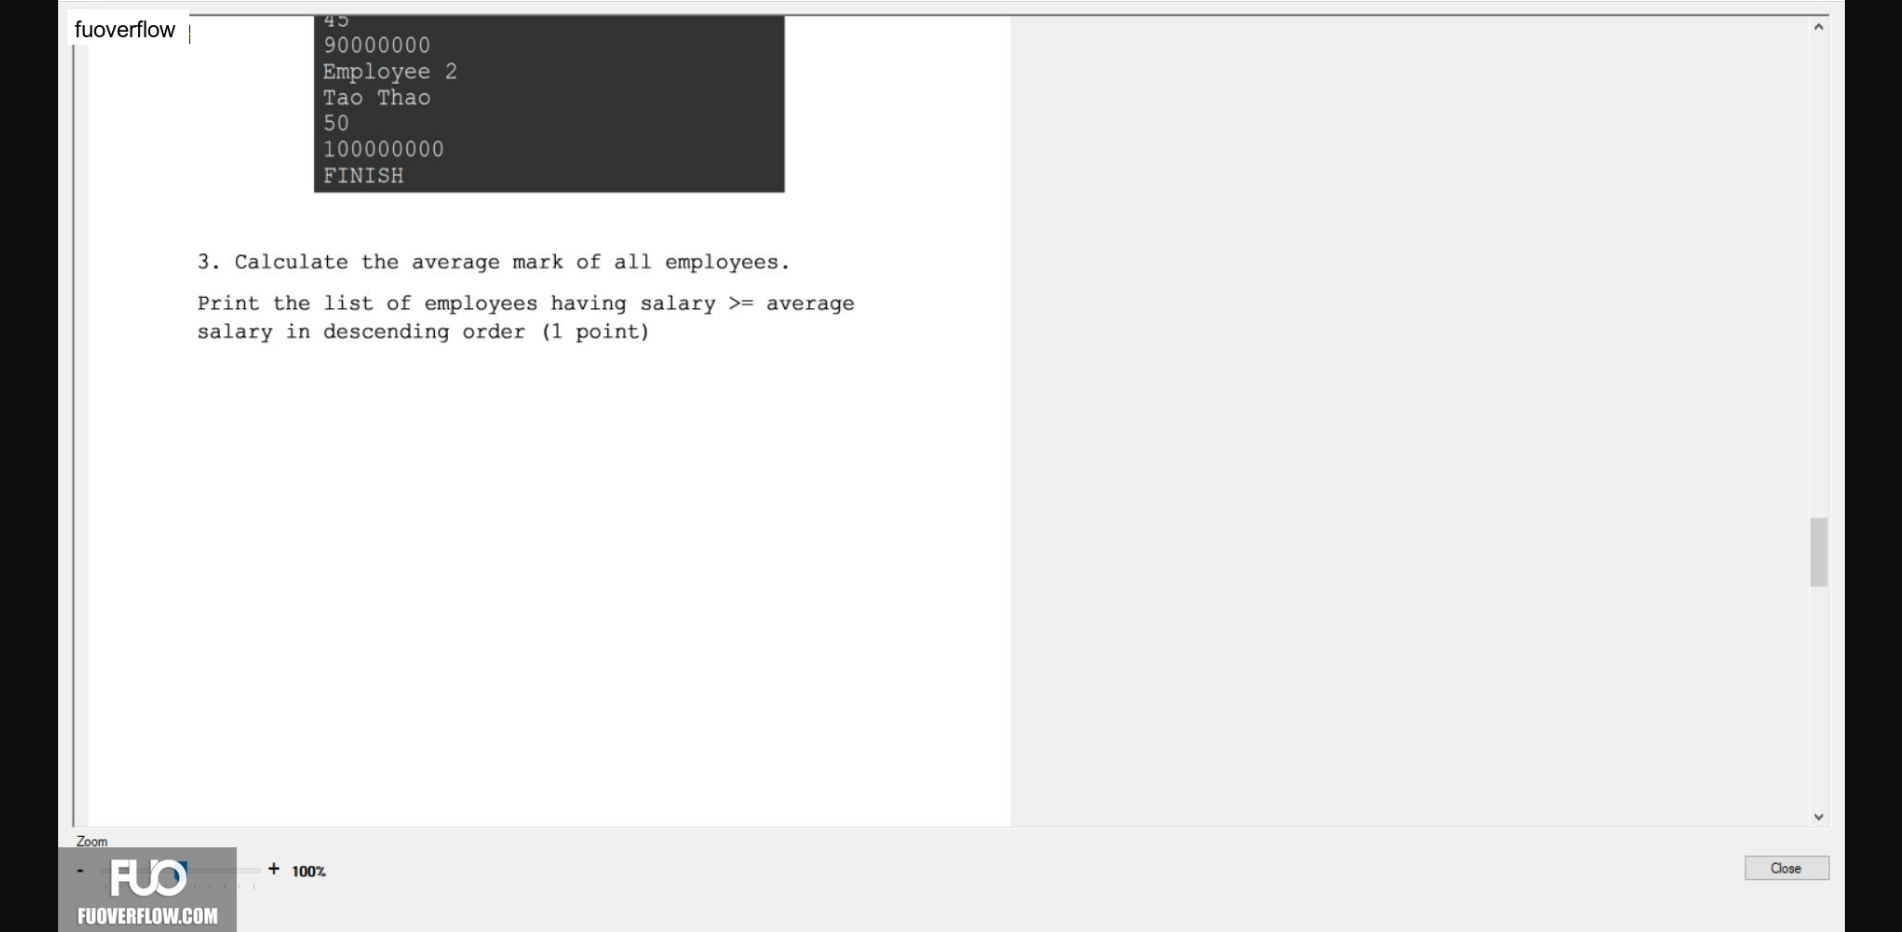 fuoverflow
45
90000000
Employee 2
Tao Thao
50
100000000
FINISH
3. Calculate the average mark of all employees.
Print the list of employees having salary >= average
salary in descending order (1 point)
Zoom
- + 100%
Close
FUO
FUOVERFLOW.COM